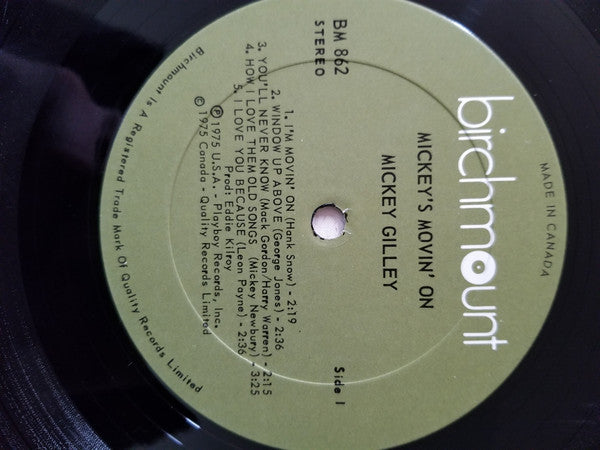 MADE IN CANADA
birchmount
MICKEY'S MOVIN' ON
MICKEY GILLEY
BM 862
STEREO
Side 1
1. I'M MOVIN' ON (Hank Snow) - 2:19
2. WINDOW UP ABOVE (George Jones) - 2:36
3. YOU'LL NEVER KNOW (Mack Gordon/Harry Warren) - 2:15
4. HOW I LOVE THEM OLD SONGS (Mickey Newbury) - 3:25
5. I LOVE YOU BECAUSE (Leon Payne) - 2:36
Ⓟ 1975 U.S.A. - Playboy Records, Inc.
Prod: Eddie Kilroy
© 1975 Canada - Quality Records Limited
Birchmount Is A Registered Trade Mark Of Quality Records Limited